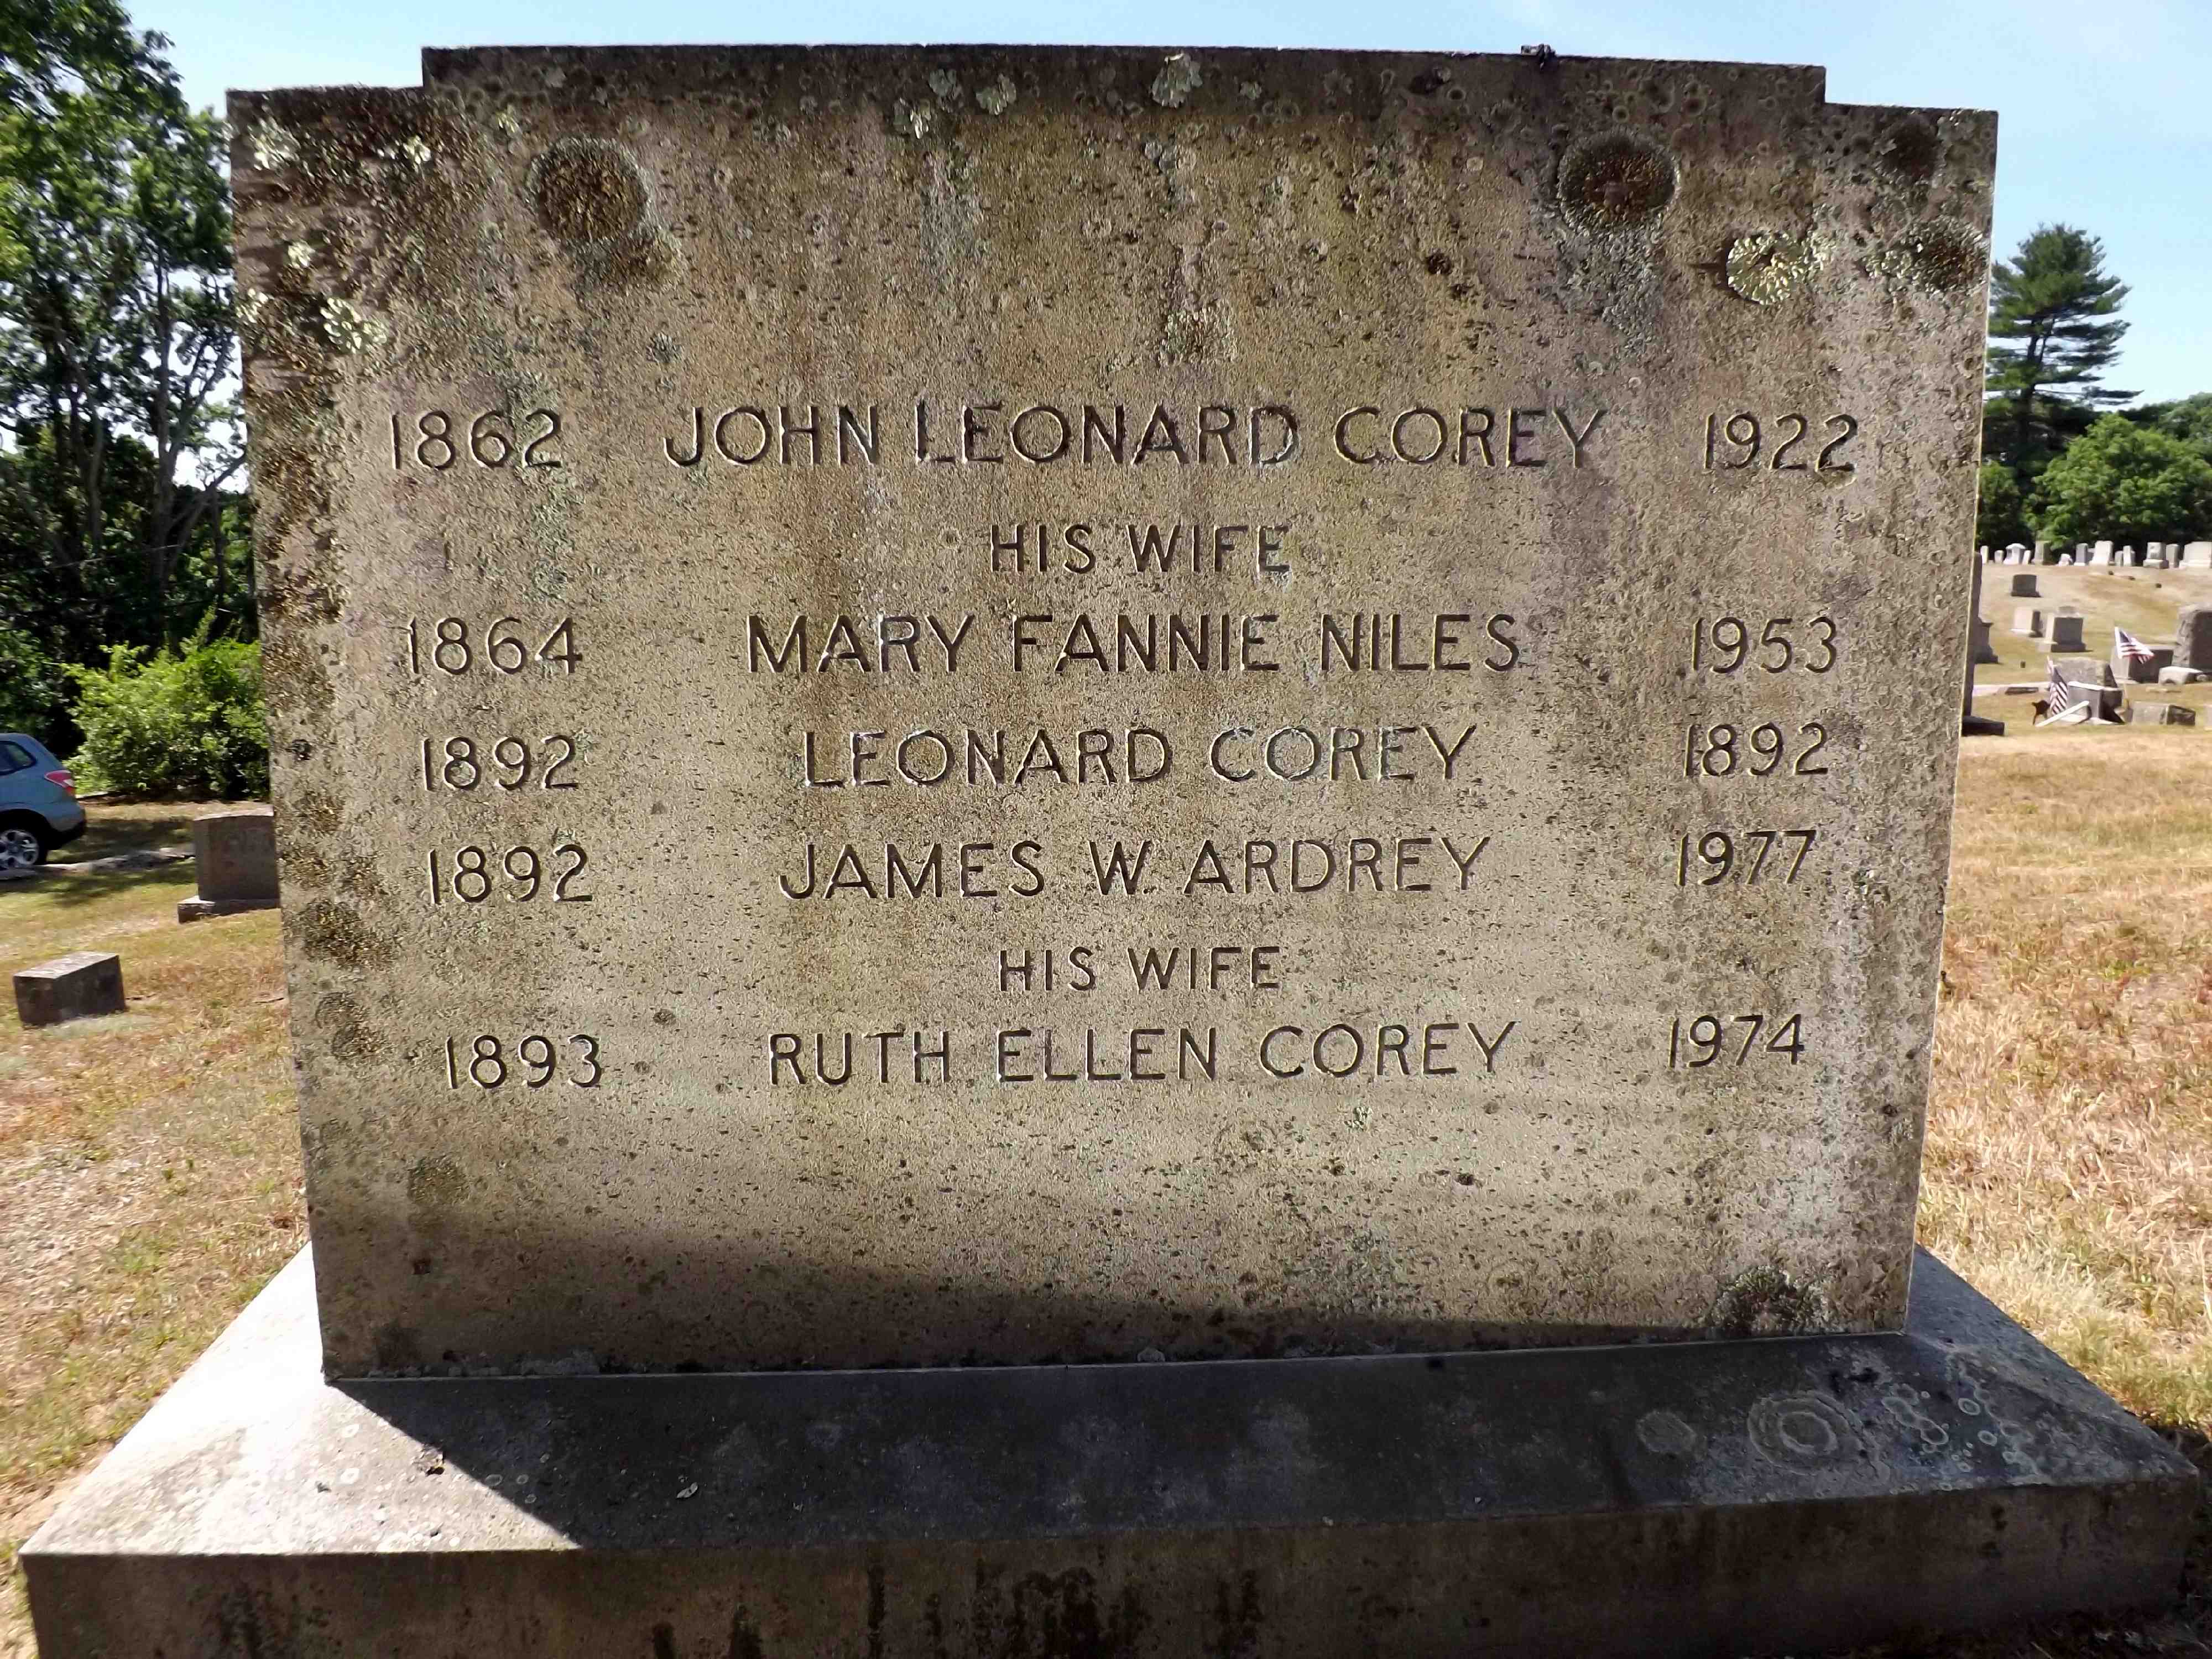 1862 JOHN LEONARD COREY 1922
HIS WIFE
1864 MARY FANNIE NILES 1953
1892 LEONARD COREY 1892
1892 JAMES W. ARDREY 1977
HIS WIFE
1893 RUTH ELLEN COREY 1974